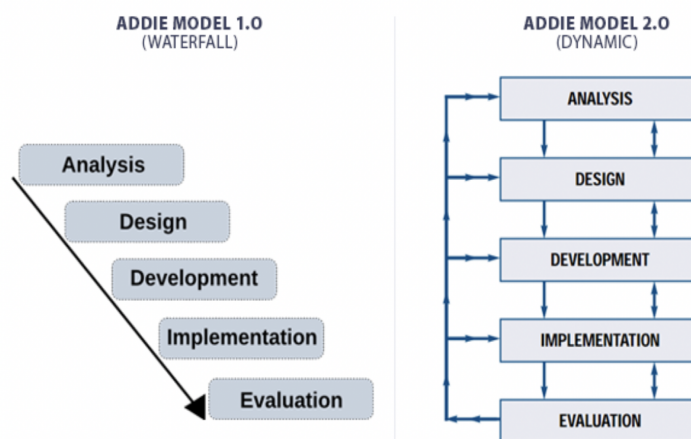 ADDIE MODEL 1.0
(WATERFALL)
Analysis
Design
Development
Implementation
Evaluation
ADDIE MODEL 2.0
(DYNAMIC)
ANALYSIS
DESIGN
DEVELOPMENT
IMPLEMENTATION
EVALUATION